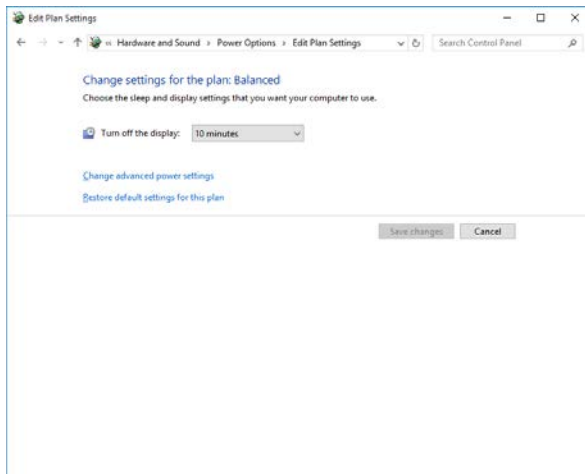 Edit Plan Settings
« Hardware and Sound > Power Options > Edit Plan Settings
Search Control Panel
Change settings for the plan: Balanced
Choose the sleep and display settings that you want your computer to use.
Turn off the display: 10 minutes
Change advanced power settings
Restore default settings for this plan
Save changes Cancel